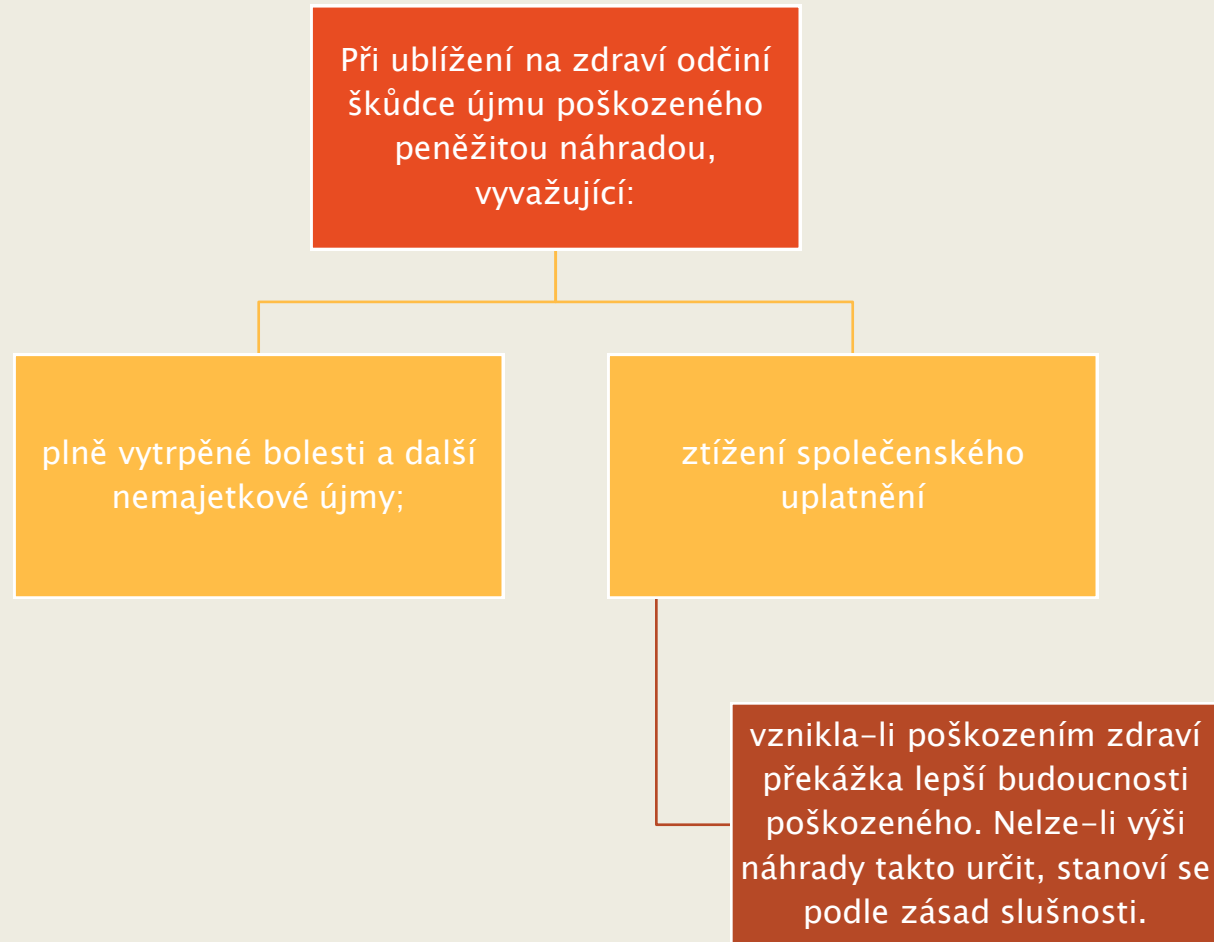 Při ublížení na zdraví odčiní
škůdce újmu poškozeného
peněžitou náhradou,
vyvažující:
plně vytrpěné bolesti a další
nemajetkové újmy;
ztížení společenského
uplatnění
vznikla-li poškozením zdraví
překážka lepší budoucnosti
poškozeného. Nelze-li výši
náhrady takto určit, stanoví se
podle zásad slušnosti.